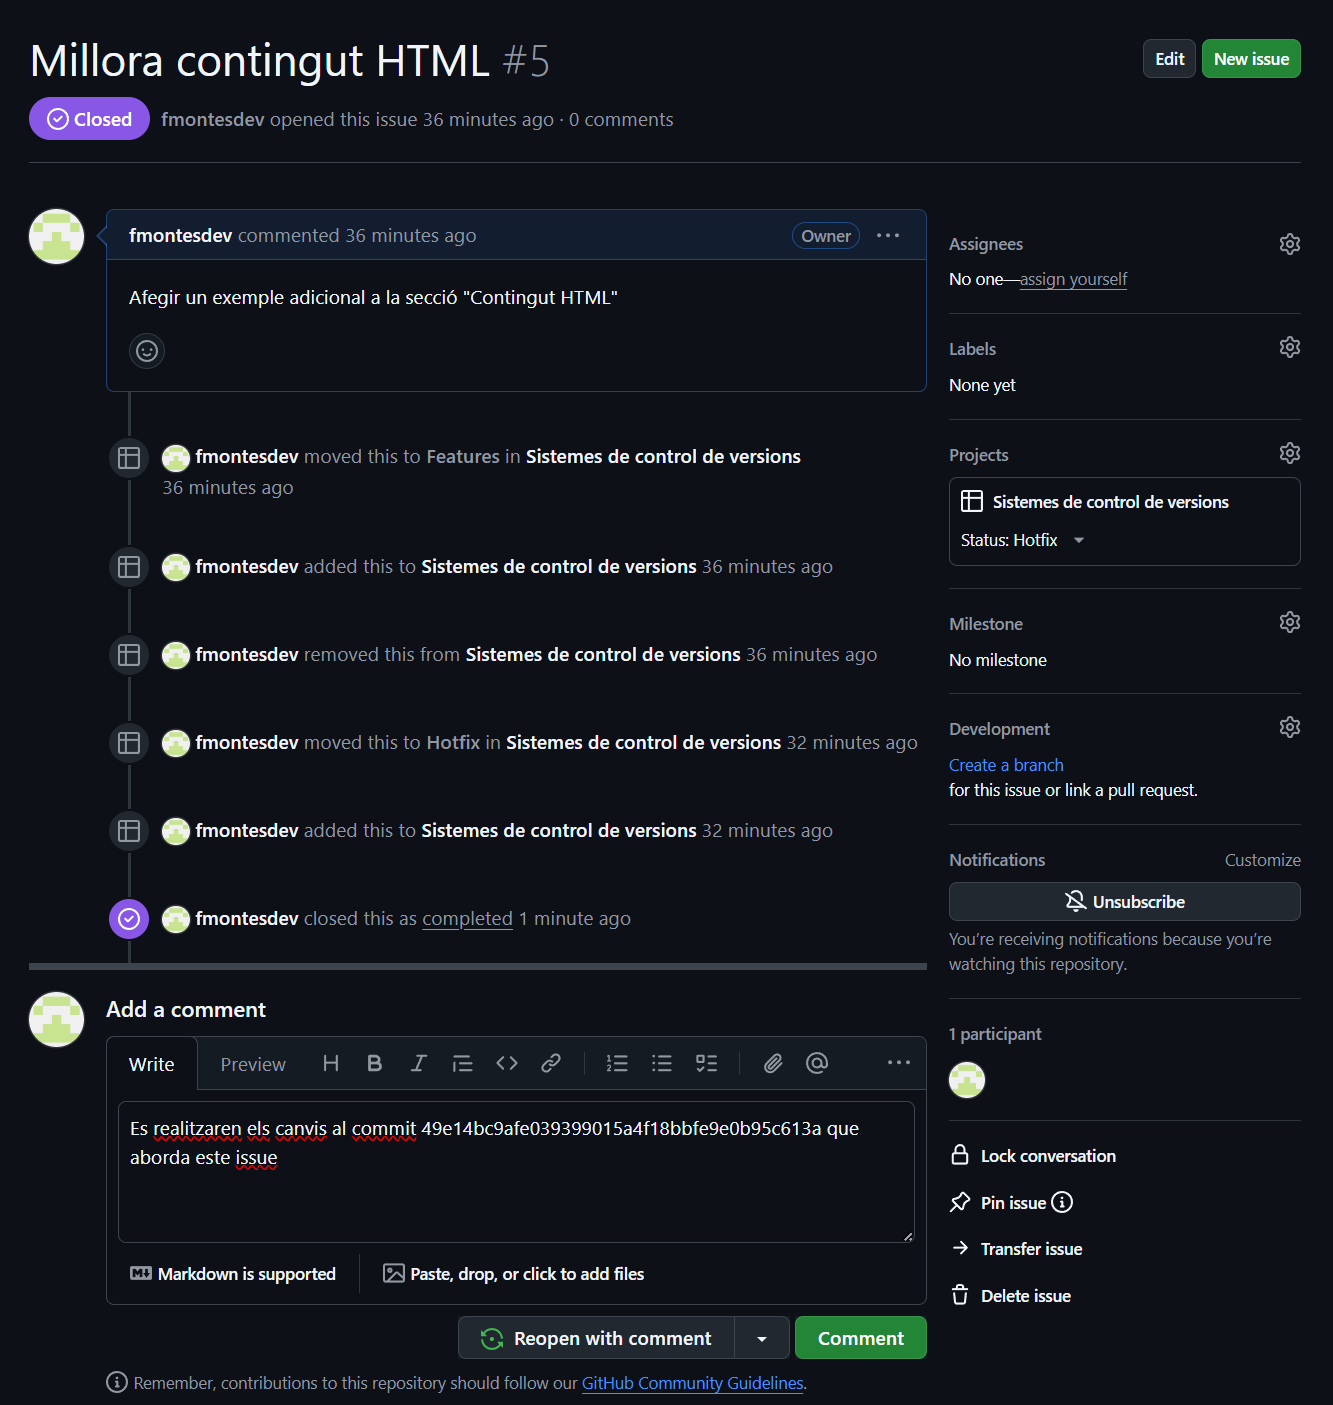 Millora contingut HTML #5
Edit
New issue
Closed
fmontesdev opened this issue 36 minutes ago · 0 comments
fmontesdev commented 36 minutes ago
Owner
Afegir un exemple adicional a la secció "Contingut HTML"
fmontesdev moved this to Features in Sistemes de control de versions
36 minutes ago
fmontesdev added this to Sistemes de control de versions 36 minutes ago
fmontesdev removed this from Sistemes de control de versions 36 minutes ago
fmontesdev moved this to Hotfix in Sistemes de control de versions 32 minutes ago
fmontesdev added this to Sistemes de control de versions 32 minutes ago
fmontesdev closed this as completed 1 minute ago
Add a comment
Write
Preview
Es realitzaren els canvis al commit 49e14bc9afe039399015a4f18bbfe9e0b95c613a que
aborda este issue
Markdown is supported
Paste, drop, or click to add files
Reopen with comment
Comment
Remember, contributions to this repository should follow our GitHub Community Guidelines.
Assignees
No one—assign yourself
Labels
None yet
Projects
Sistemes de control de versions
Status: Hotfix
Milestone
No milestone
Development
Create a branch
for this issue or link a pull request.
Notifications
Customize
Unsubscribe
You’re receiving notifications because you’re
watching this repository.
1 participant
Lock conversation
Pin issue
Transfer issue
Delete issue